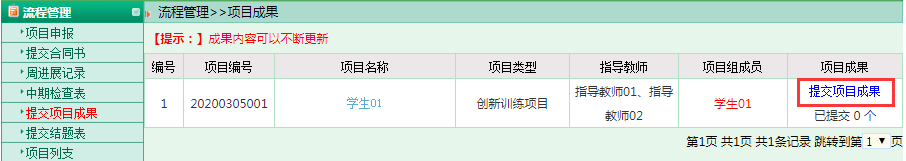 流程管理
项目申报
提交合同书
周进展记录
中期检查表
提交项目成果
提交结题表
项目列支
流程管理>>项目成果
【提示：】成果内容可以不断更新
编号 项目编号 项目名称 项目类型 指导教师 项目组成员 项目成果
1 20200305001 学生01 创新训练项目 指导教师01、指导 学生01 提交项目成果
教师02 已提交 0 个
第1页 共1页 共1条记录 跳转到第 1 页